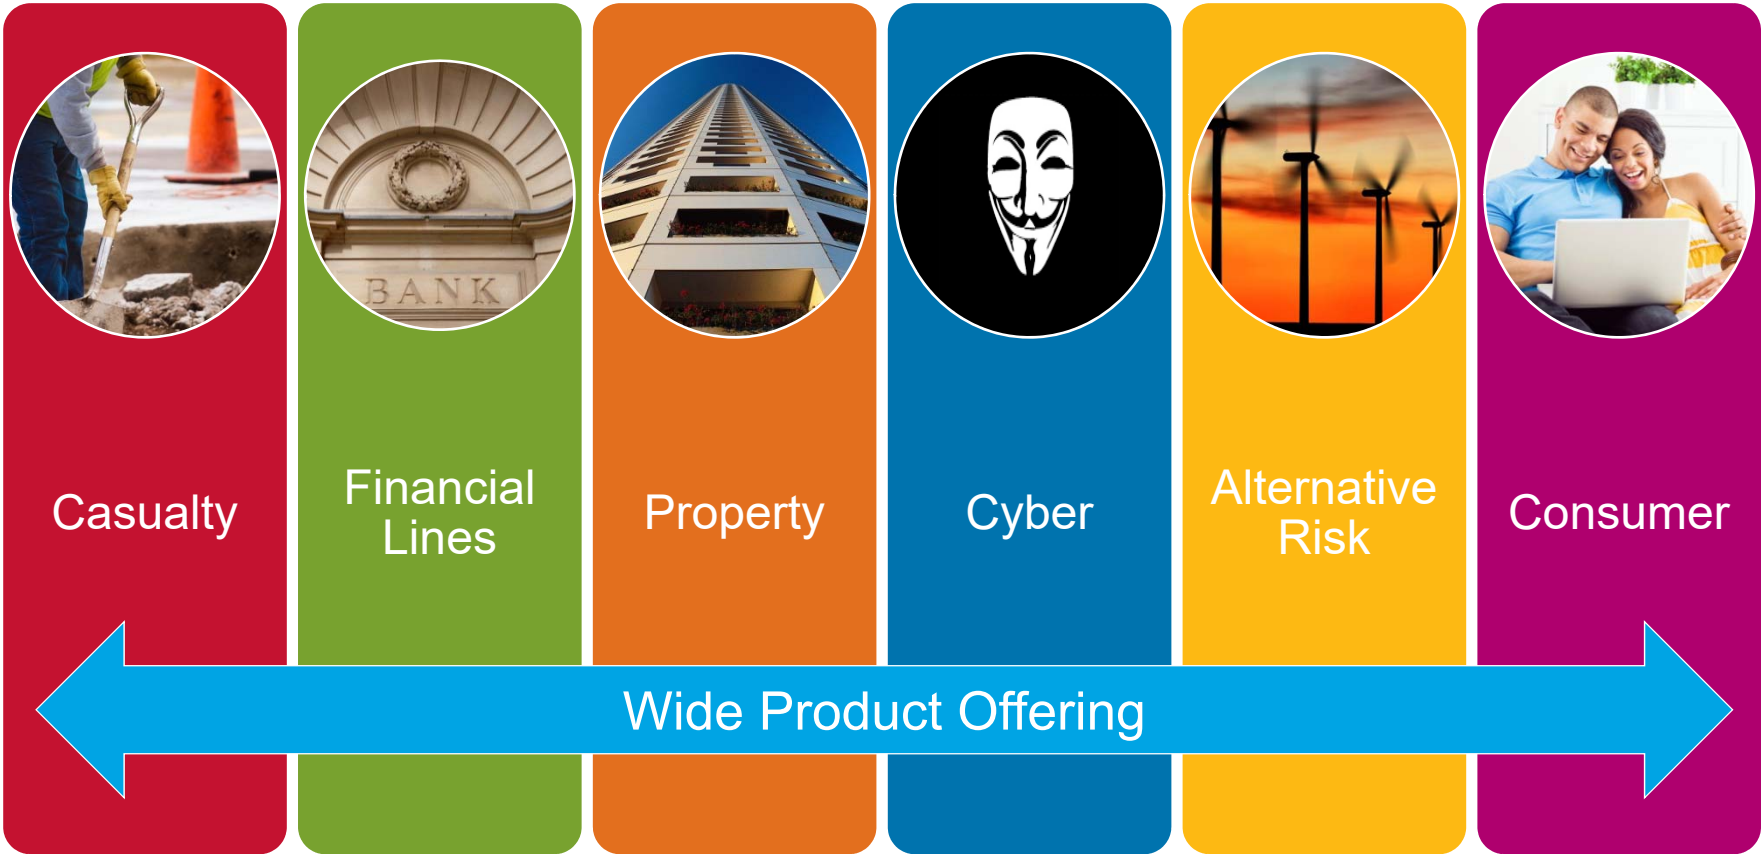 BANK
Casualty
Financial
Lines
Property
Cyber
Alternative
Risk
Consumer
Wide Product Offering